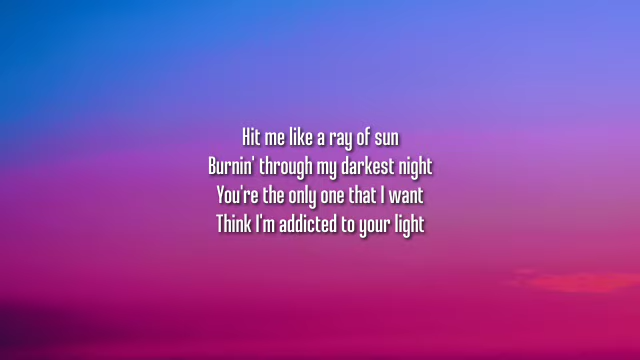 Hit me like a ray of sun
Burnin' through my darkest night
You're the only one that I want
Think I'm addicted to your light